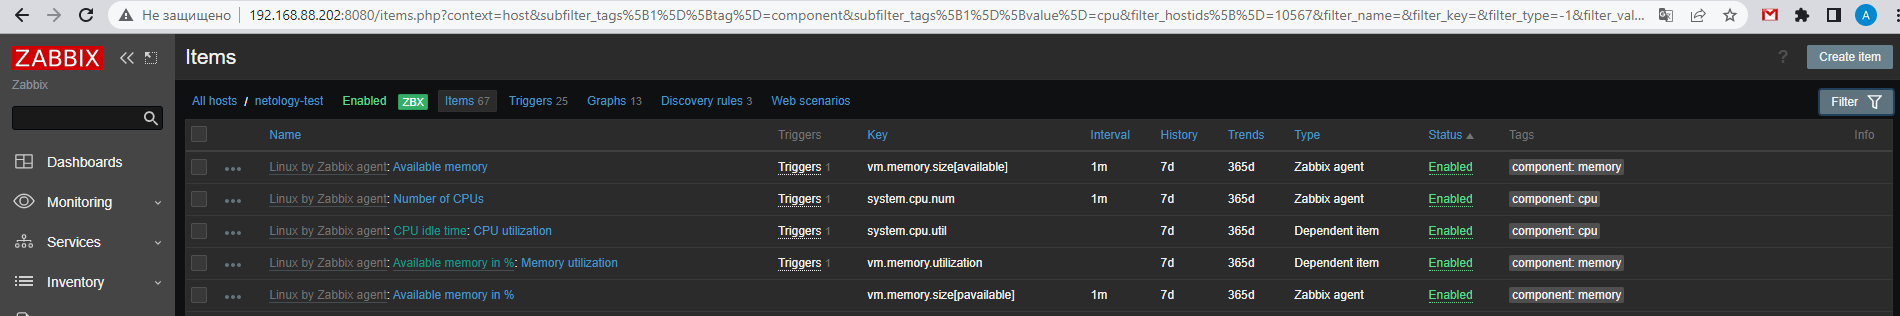 Не защищено 192.168.88.202:8080/items.php?context=host&subfilter_tags%5B1%5D%5Btag%5D=component&subfilter_tags%5B1%5D%5Bvalue%5D=cpu&filter_hostids%5B%5D=10567&filter_name=&filter_key=&filter_type=-1&filter_val... A
ZABBIX
Zabbix
Dashboards
Monitoring
Services
Inventory
Items ? Create item
All hosts / netology-test Enabled ZBX Items 67 Triggers 25 Graphs 13 Discovery rules 3 Web scenarios Filter
Name Triggers Key Interval History Trends Type Status Tags Info
Linux by Zabbix agent: Available memory Triggers 1 vm.memory.size[available] 1m 7d 365d Zabbix agent Enabled component: memory
Linux by Zabbix agent: Number of CPUs Triggers 1 system.cpu.num 1m 7d 365d Zabbix agent Enabled component: cpu
Linux by Zabbix agent: CPU idle time: CPU utilization Triggers 1 system.cpu.util 7d 365d Dependent item Enabled component: cpu
Linux by Zabbix agent: Available memory in %: Memory utilization Triggers 1 vm.memory.utilization 7d 365d Dependent item Enabled component: memory
Linux by Zabbix agent: Available memory in % vm.memory.size[pavailable] 1m 7d 365d Zabbix agent Enabled component: memory